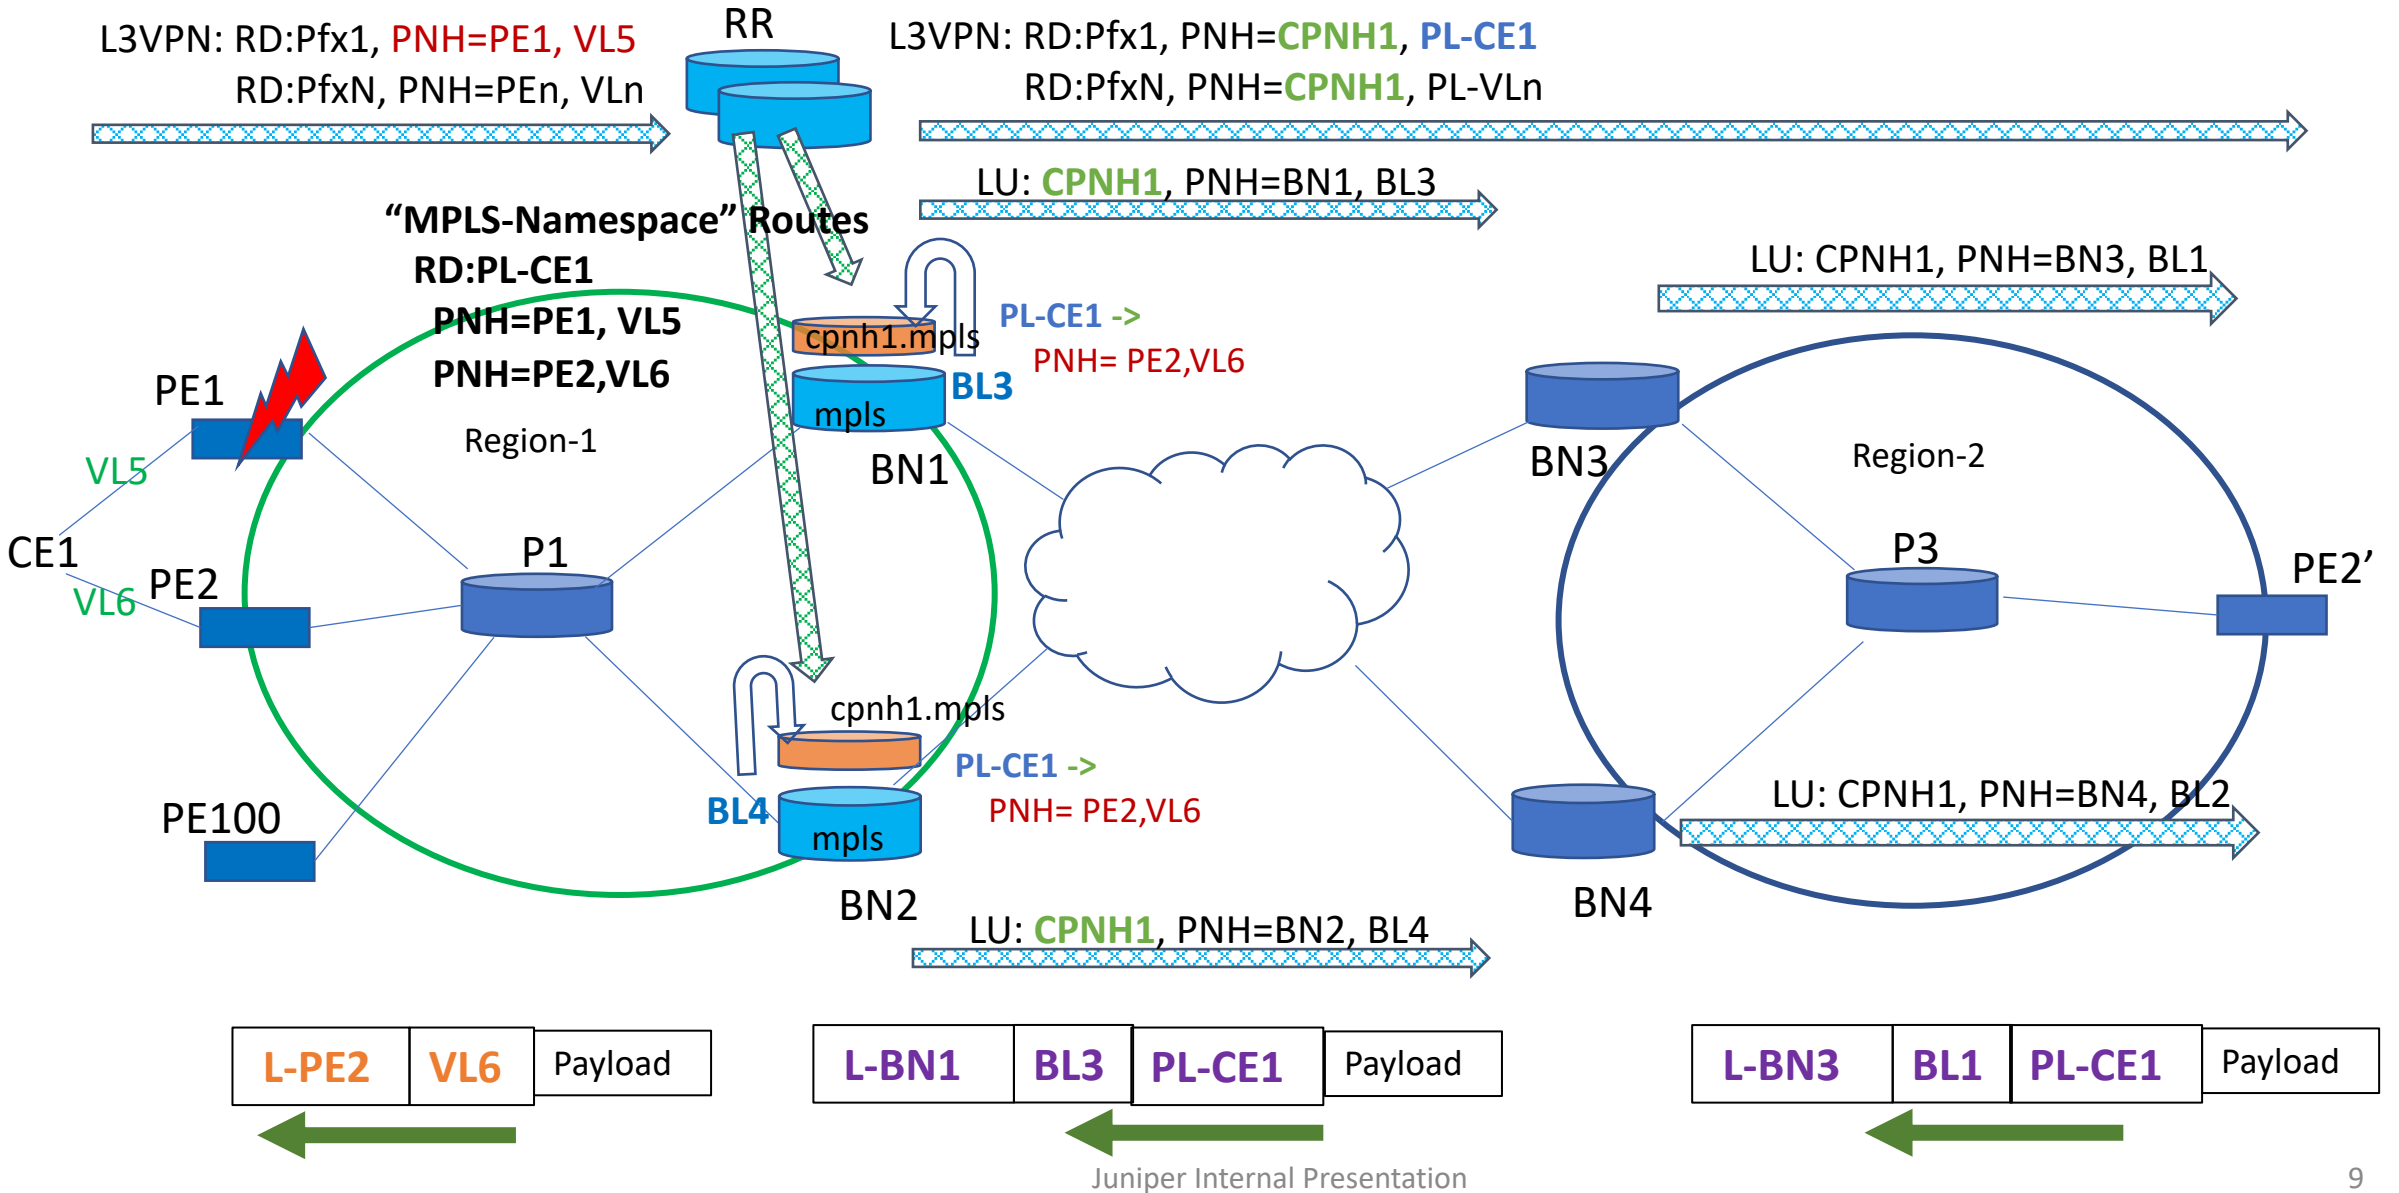 RR
L3VPN: RD:Pfx1, PNH=PE1, VL5
RD:PfxN, PNH=PEn, VLn
L3VPN: RD:Pfx1, PNH=CPNH1, PL-CE1
RD:PfxN, PNH=CPNH1, PL-VLn
LU: CPNH1, PNH=BN1, BL3
“MPLS-Namespace” Routes
RD:PL-CE1
PNH=PE1, VL5
PNH=PE2,VL6
LU: CPNH1, PNH=BN3, BL1
cpnh1.mpls
PL-CE1 ->
PNH= PE2,VL6
BL3
mpls
BN1
PE1
Region-1
VL5
CE1
PE2
VL6
P1
PE100
BN3
Region-2
P3
PE2’
cpnh1.mpls
PL-CE1 ->
PNH= PE2,VL6
BL4
mpls
BN2
LU: CPNH1, PNH=BN4, BL2
BN4
LU: CPNH1, PNH=BN2, BL4
L-PE2 VL6 Payload
L-BN1 BL3 PL-CE1 Payload
L-BN3 BL1 PL-CE1 Payload
Juniper Internal Presentation
9